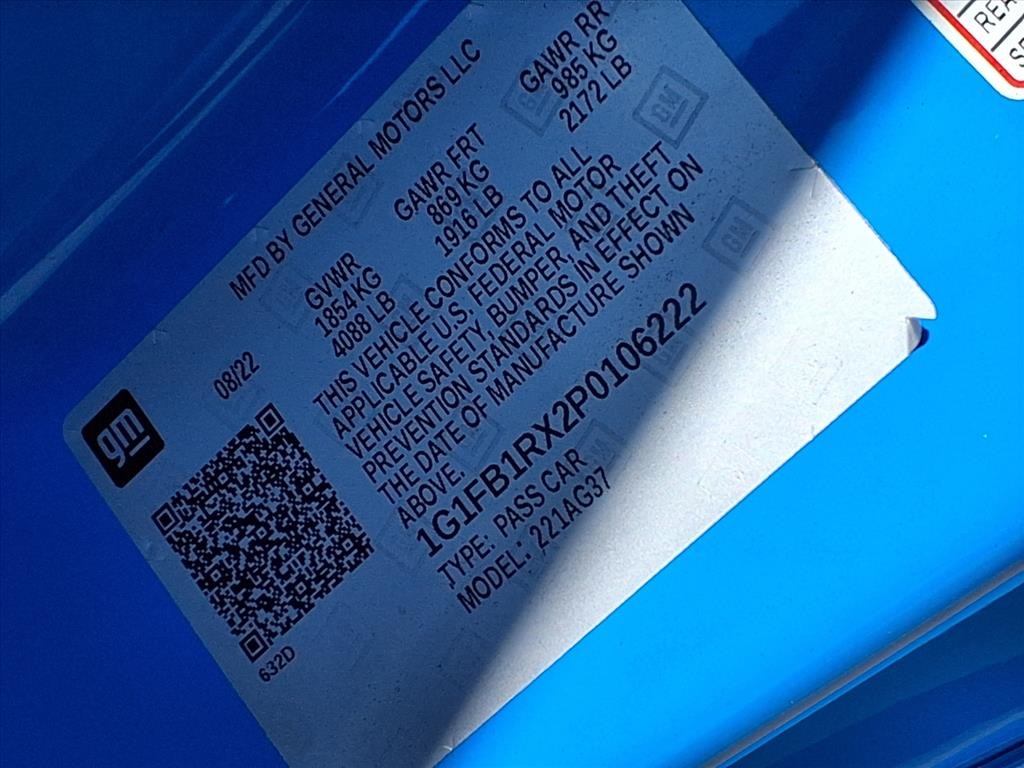 MFD BY GENERAL MOTORS LLC
08/22
GVWR
1854KG
4088 LB
GAWR FRT
869 KG
1916 LB
GAWR RR
985 KG
2172 LB
THIS VEHICLE CONFORMS TO ALL
APPLICABLE U.S. FEDERAL MOTOR
VEHICLE SAFETY, BUMPER, AND THEFT
PREVENTION STANDARDS IN EFFECT ON
THE DATE OF MANUFACTURE SHOWN
ABOVE.
1G1FB1RX2P0106222
TYPE: PASS CAR
MODEL: 221AG37
gm
632D